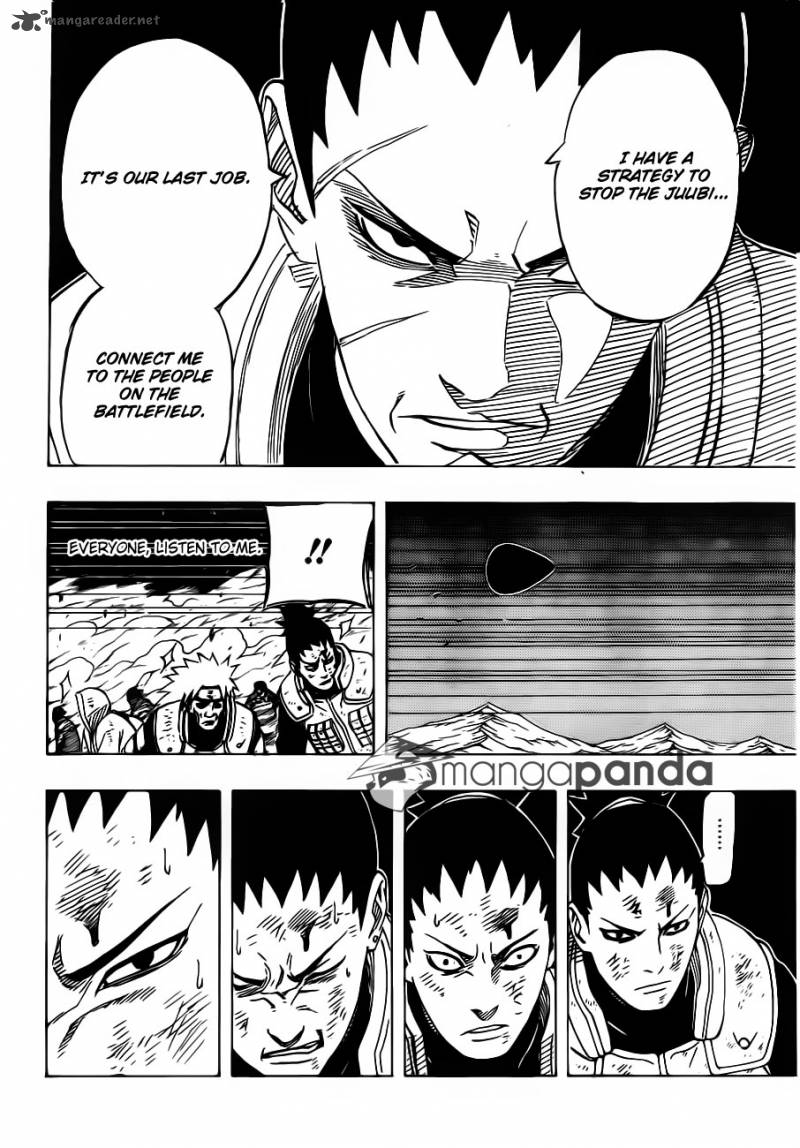 mangareader.net
I HAVE A
STRATEGY TO
STOP THE JUUBI...
IT'S OUR LAST JOB.
CONNECT ME
TO THE PEOPLE
ON THE
BATTLEFIELD.
!!
EVERYONE, LISTEN TO ME.
mangapanda
......